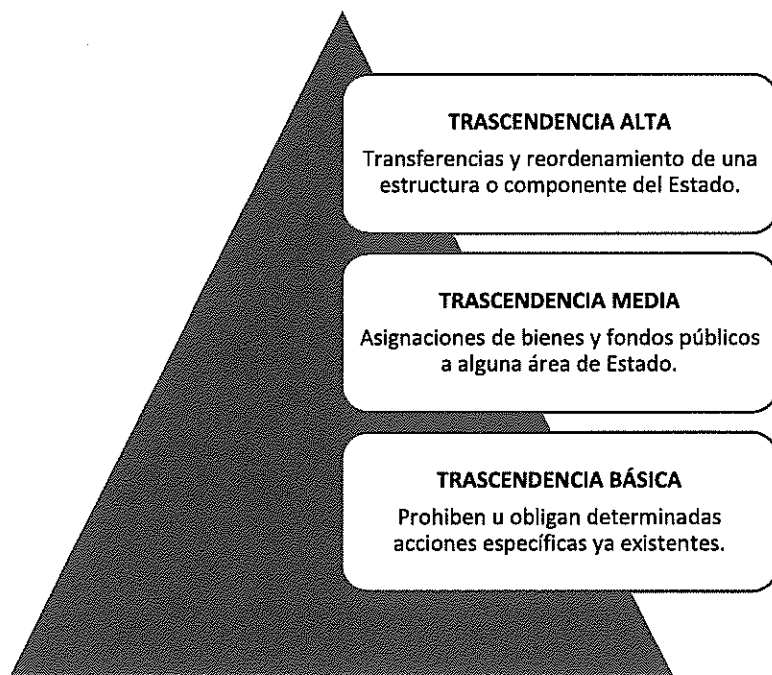 TRASCENDENCIA ALTA
Transferencias y reordenamiento de una
estructura o componente del Estado.
TRASCENDENCIA MEDIA
Asignaciones de bienes y fondos públicos
a alguna área de Estado.
TRASCENDENCIA BÁSICA
Prohiben u obligan determinadas
acciones específicas ya existentes.